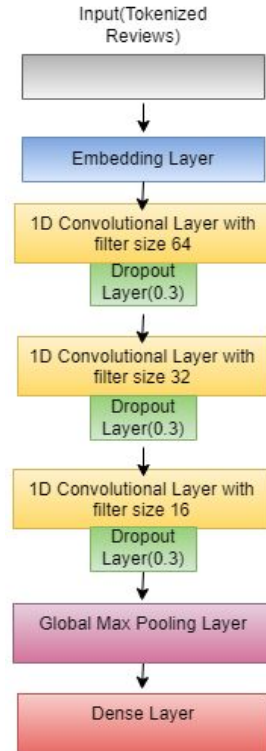 Input(Tokenized
Reviews)
Embedding Layer
1D Convolutional Layer with
filter size 64
Dropout
Layer(0.3)
1D Convolutional Layer with
filter size 32
Dropout
Layer(0.3)
1D Convolutional Layer with
filter size 16
Dropout
Layer(0.3)
Global Max Pooling Layer
Dense Layer